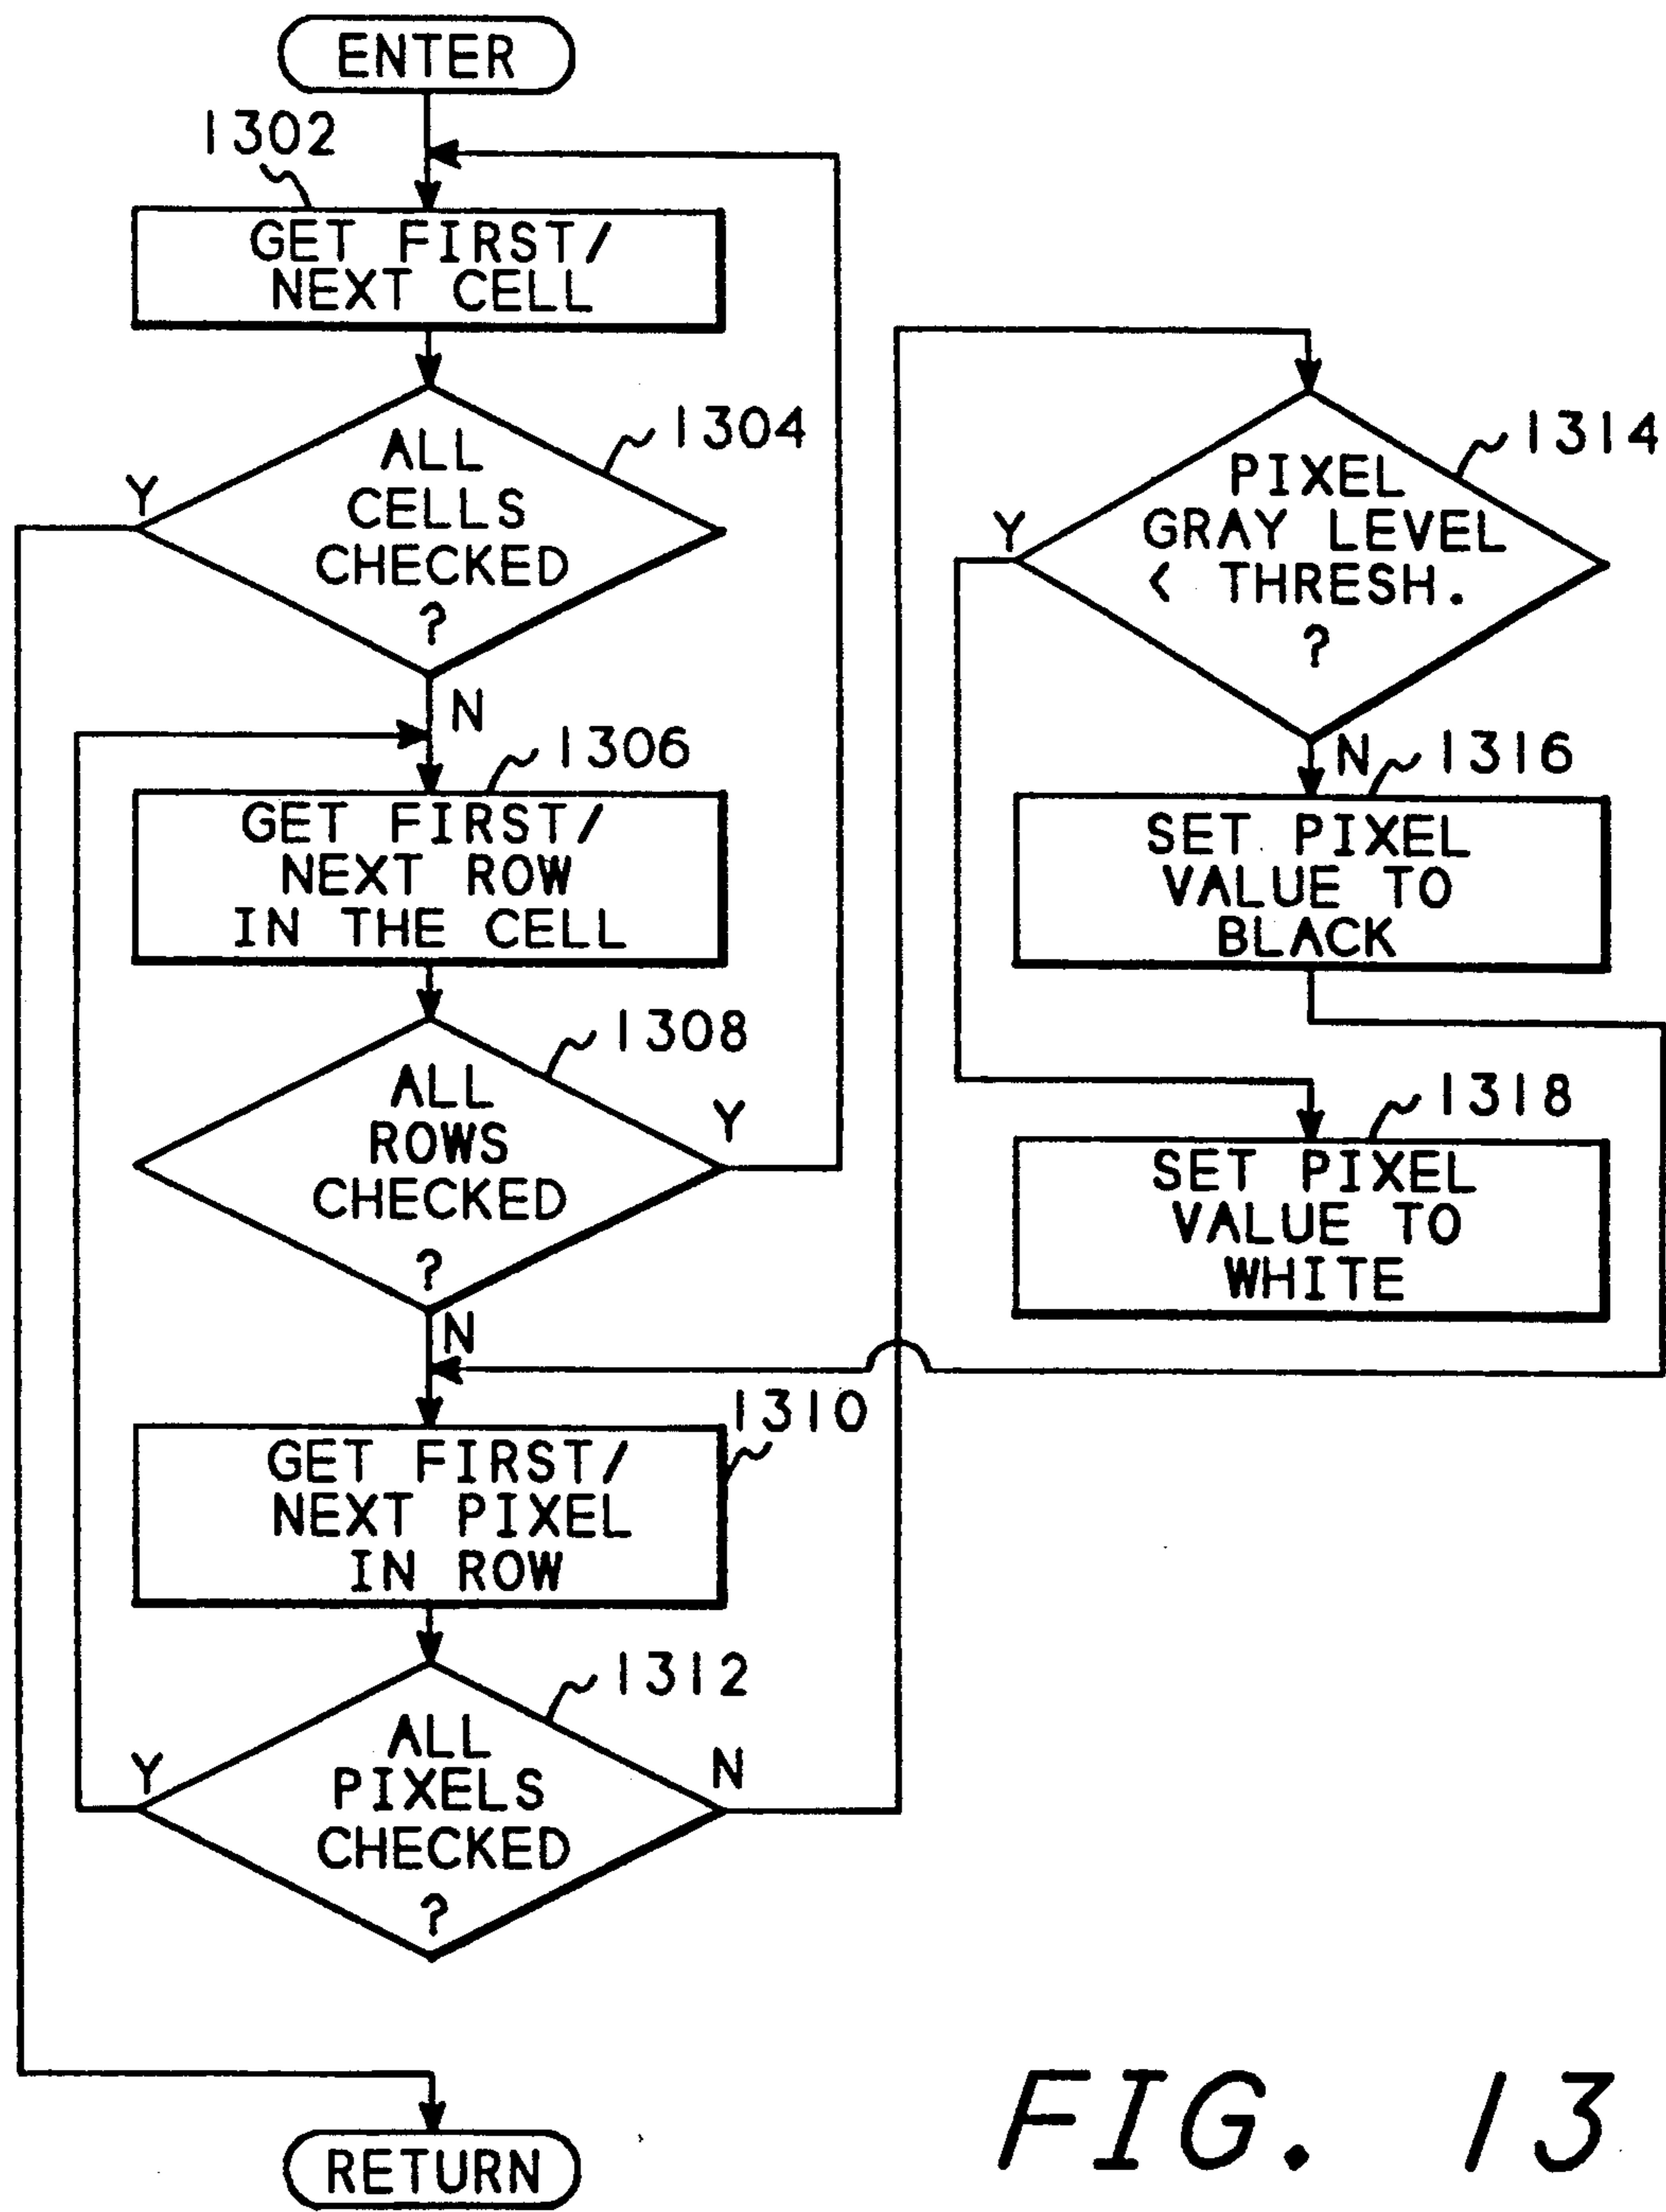 ENTER
1302
GET FIRST/
NEXT CELL
1304
ALL
CELLS
CHECKED
?
Y
N
1306
GET FIRST/
NEXT ROW
IN THE CELL
1308
ALL
ROWS
CHECKED
?
Y
N
1310
GET FIRST/
NEXT PIXEL
IN ROW
1312
ALL
PIXELS
CHECKED
?
Y
N
1314
PIXEL
GRAY LEVEL
< THRESH.
?
Y
N
1316
SET PIXEL
VALUE TO
BLACK
1318
SET PIXEL
VALUE TO
WHITE
RETURN
FIG. 13